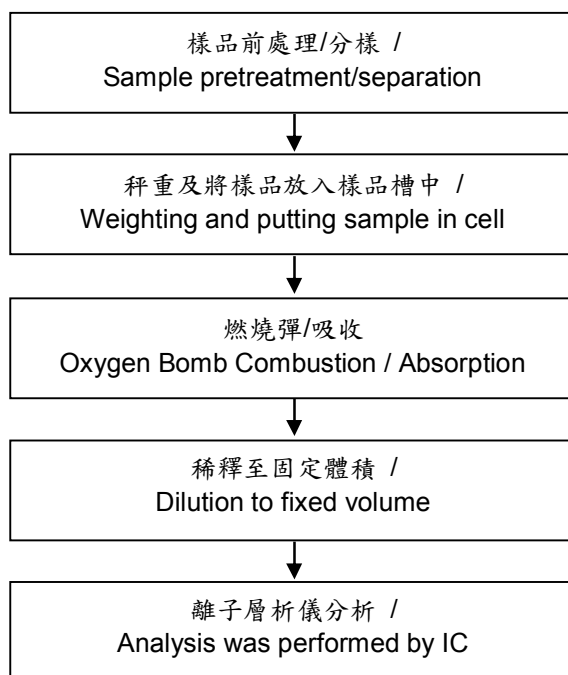 樣品前處理/分樣 /
Sample pretreatment/separation
秤重及將樣品放入樣品槽中 /
Weighting and putting sample in cell
燃燒彈/吸收
Oxygen Bomb Combustion / Absorption
稀釋至固定體積 /
Dilution to fixed volume
離子層析儀分析 /
Analysis was performed by IC